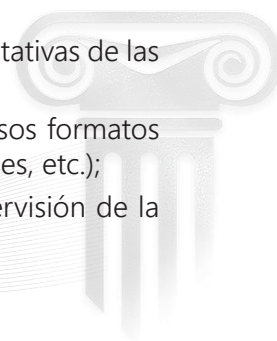 tativas de las
sos formatos
es, etc.);
ervisión de la